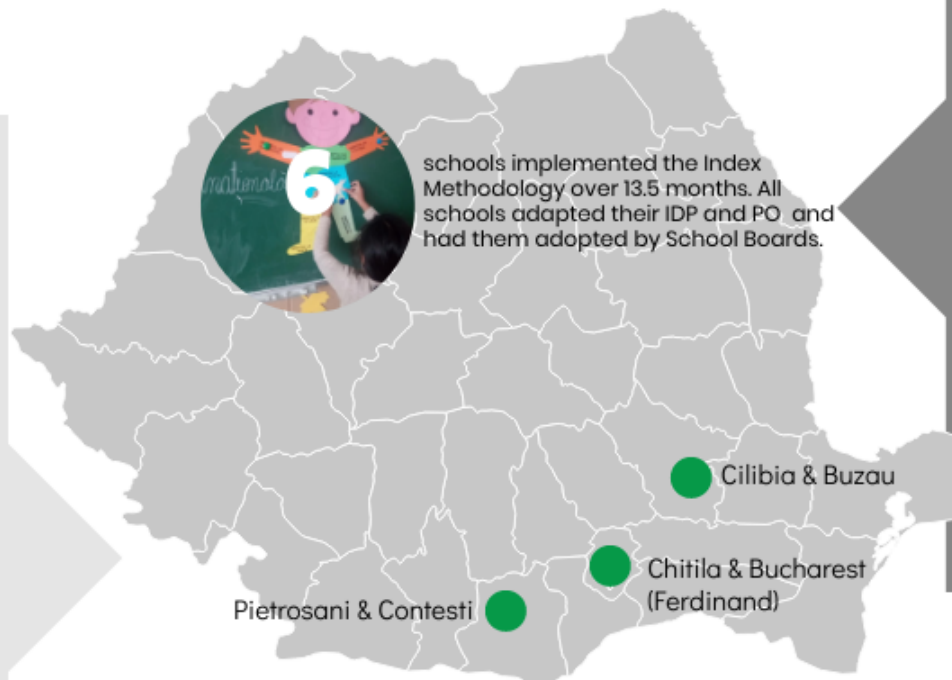 naturală
6
schools implemented the Index
Methodology over 13.5 months. All
schools adapted their IDP and PO and
had them adopted by School Boards.
Cilibia & Buzau
Chitila & Bucharest
(Ferdinand)
Pietrosani & Contesti